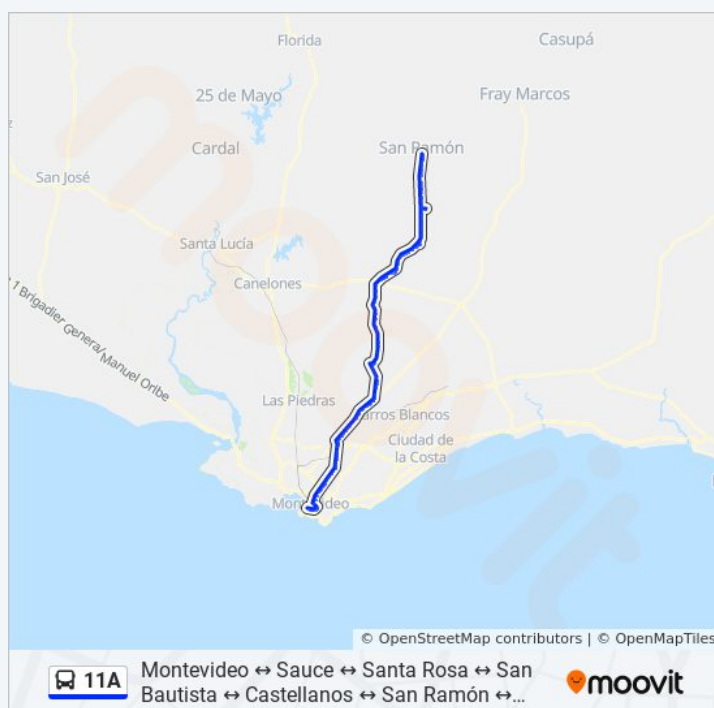 Florida
Casupá
25 de Mayo
Fray Marcos
Cardal
San Ramón
San José
Santa Lucía
Canelones
1 Brigadier General Manuel Oribe
Las Piedras
arros Blancos
Ciudad de
la Costa
Montevideo
moovit
© OpenStreetMap contributors | © OpenMapTiles
11A
Montevideo ↔ Sauce ↔ Santa Rosa ↔ San
Bautista ↔ Castellanos ↔ San Ramón ↔...
moovit